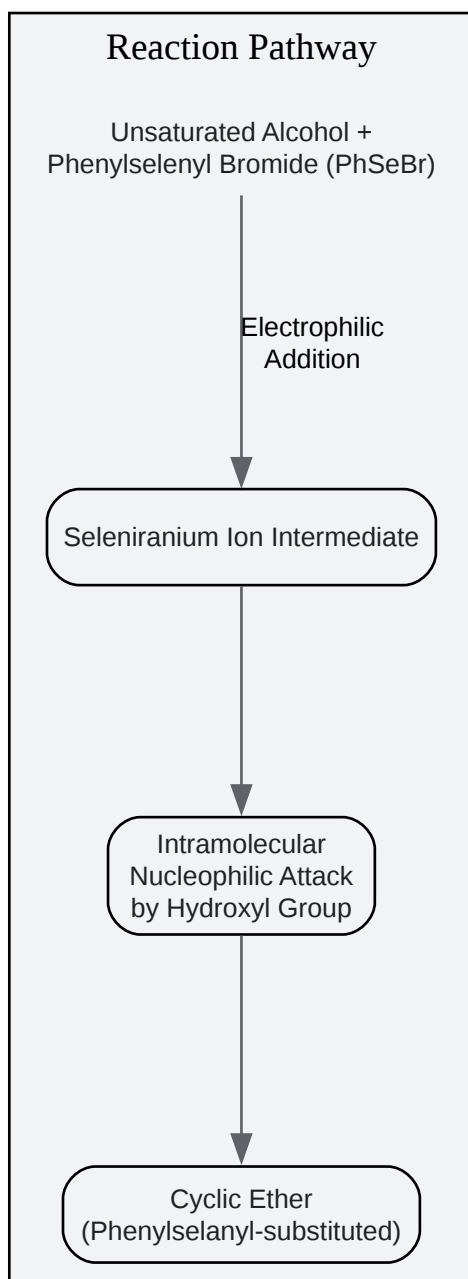 Reaction Pathway
Unsaturated Alcohol +
Phenylselenyl Bromide (PhSeBr)
Electrophilic
Addition
Seleniranium Ion Intermediate
Intramolecular
Nucleophilic Attack
by Hydroxyl Group
Cyclic Ether
(Phenylselanyl-substituted)